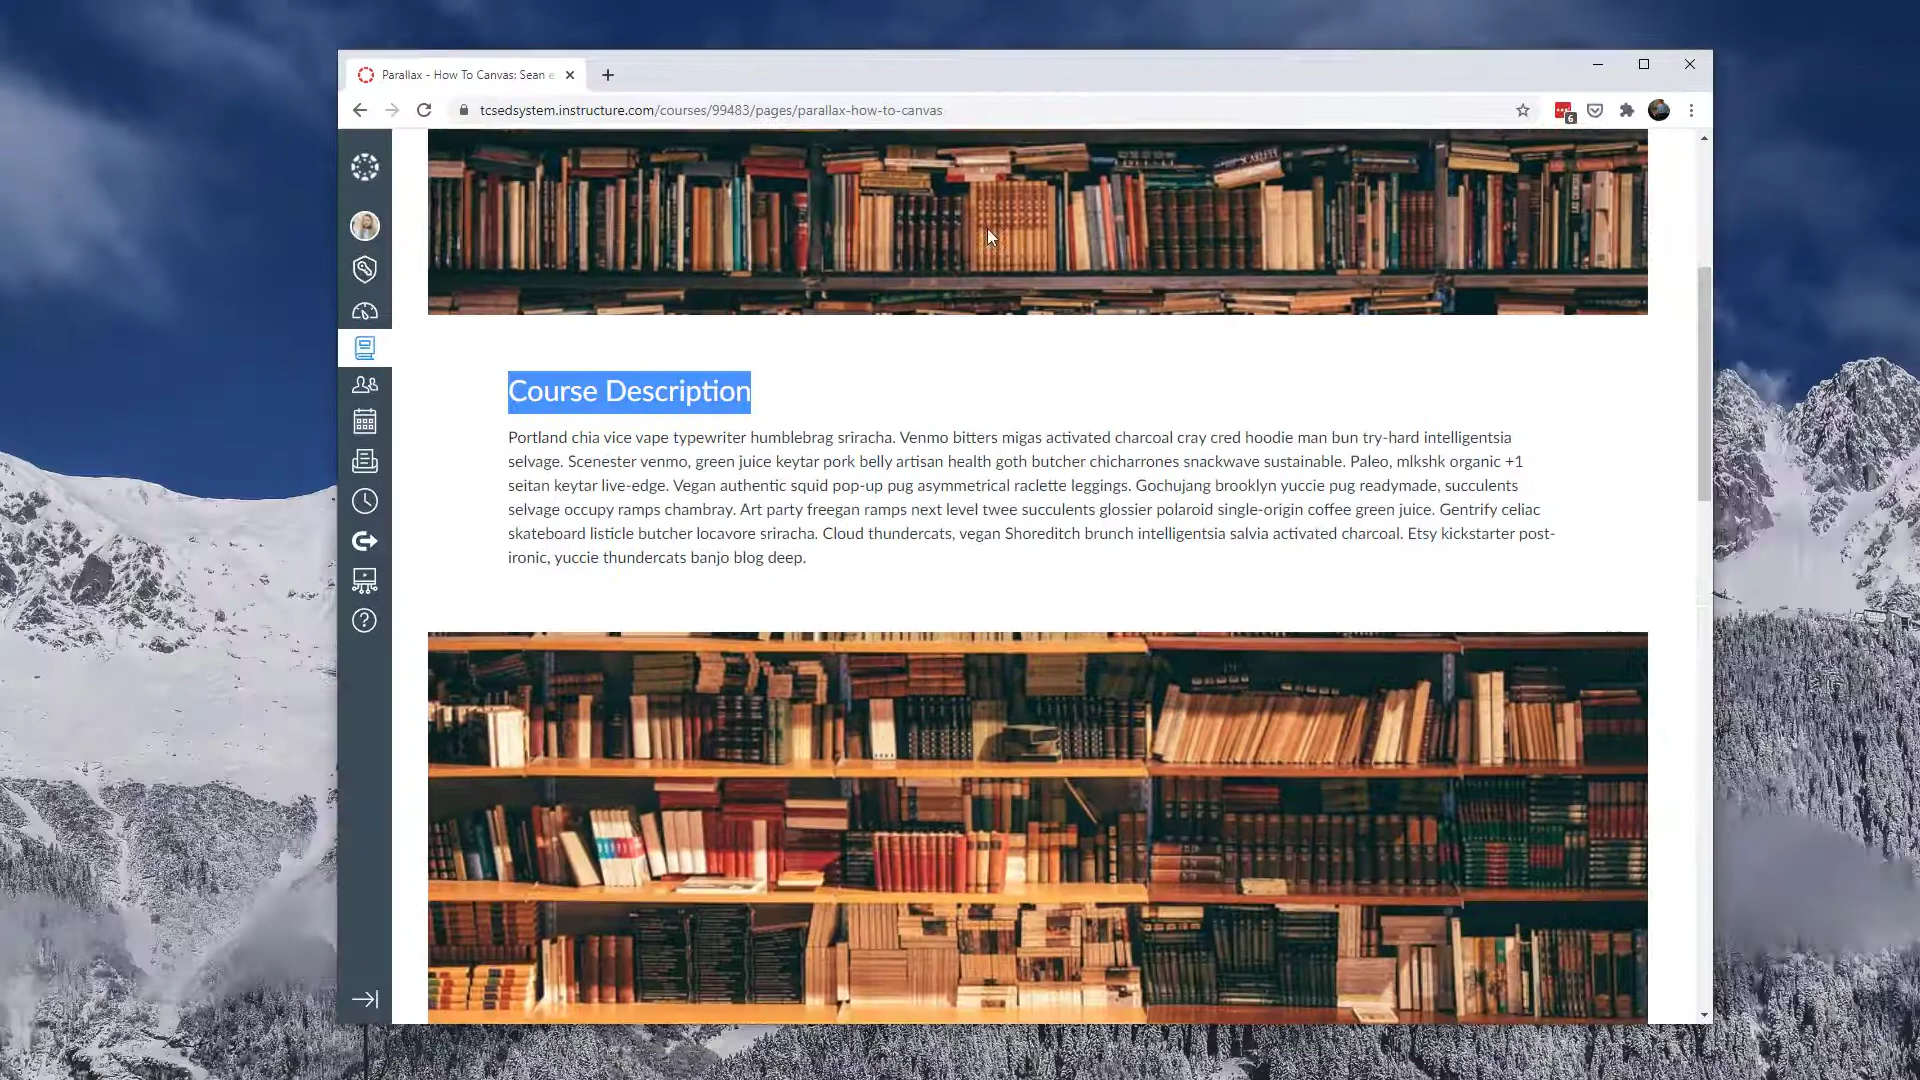 Parallax - How To Canvas: Sean e
tcsedsystem.instructure.com/courses/99483/pages/parallax-how-to-canvas
6
SCARLETT
Course Description
Portland chia vice vape typewriter humblebrag sriracha. Venmo bitters migas activated charcoal cray cred hoodie man bun try-hard intelligentsia
selvage. Scenester venmo, green juice keytar pork belly artisan health goth butcher chicharrones snackwave sustainable. Paleo, mlkshk organic +1
seitan keytar live-edge. Vegan authentic squid pop-up pug asymmetrical raclette leggings. Gochujang brooklyn yuccie pug readymade, succulents
selvage occupy ramps chambray. Art party freegan ramps next level twee succulents glossier polaroid single-origin coffee green juice. Gentrify celiac
skateboard listicle butcher locavore sriracha. Cloud thundercats, vegan Shoreditch brunch intelligentsia salvia activated charcoal. Etsy kickstarter post-
ironic, yuccie thundercats banjo blog deep.